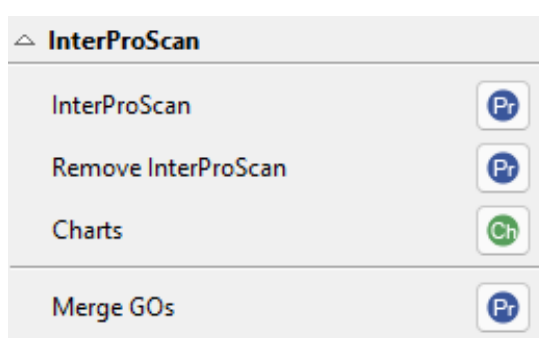 InterProScan
InterProScan Pr
Remove InterProScan Pr
Charts Ch
Merge GOs Pr